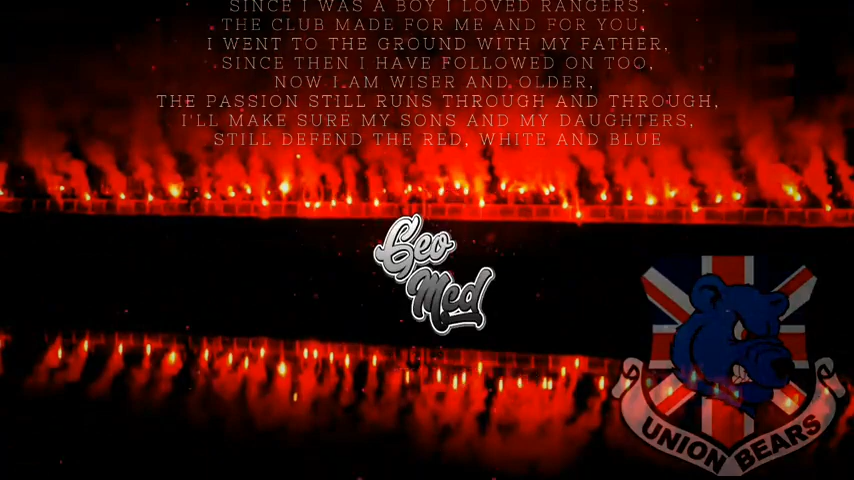 SINCE I WAS A BOY I LOVED RANGERS,
THE CLUB MADE FOR ME AND FOR YOU,
I WENT TO THE GROUND WITH MY FATHER,
SINCE THEN I HAVE FOLLOWED ON TOO,
NOW I AM WISER AND OLDER,
THE PASSION STILL RUNS THROUGH AND THROUGH,
I'LL MAKE SURE MY SONS AND MY DAUGHTERS,
STILL DEFEND THE RED, WHITE AND BLUE
Geo
Mcd
UNION BEARS